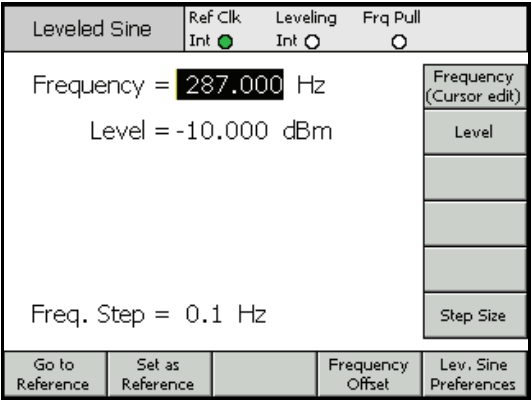 Leveled Sine
Ref Clk Leveling Frq Pull
Int Int
Frequency = 287.000 Hz
Level = -10.000 dBm
Frequency
(Cursor edit)
Level
Freq. Step = 0.1 Hz
Step Size
Go to
Reference
Set as
Reference
Frequency
Offset
Lev. Sine
Preferences